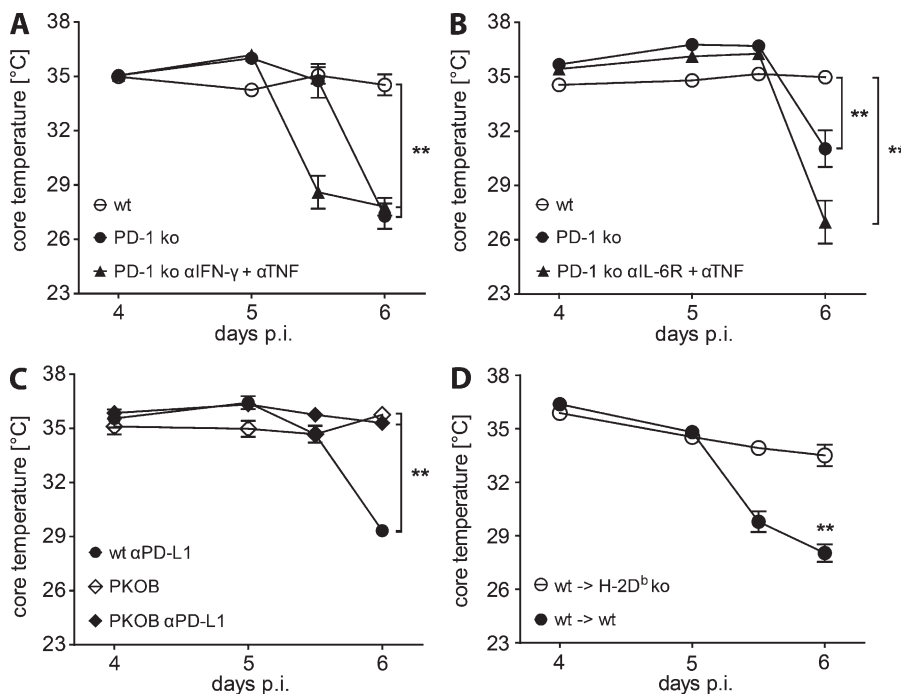 A
core temperature [°C]
38
35
32
29
26
23
**
wt
PD-1 ko
PD-1 ko αIFN-γ + αTNF
4
5
6
days p.i.
B
core temperature [°C]
38
35
32
29
26
23
**
**
wt
PD-1 ko
PD-1 ko αIL-6R + αTNF
4
5
6
days p.i.
C
core temperature [°C]
38
35
32
29
26
23
**
wt αPD-L1
PKOB
PKOB αPD-L1
4
5
6
days p.i.
D
core temperature [°C]
38
35
32
29
26
23
**
wt -> H-2Dᵇ ko
wt -> wt
4
5
6
days p.i.